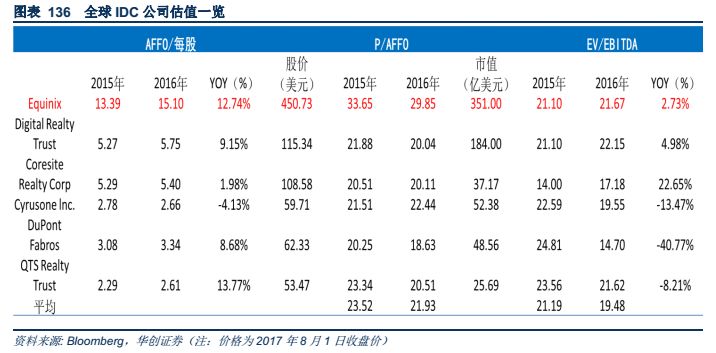 图表 136 全球 IDC 公司估值一览
AFFO/每股 P/AFFO EV/EBITDA
2015年 2016年 YOY（%） 股价（美元） 2015年 2016年 市值（亿美元） 2015年 2016年 YOY（%）
Equinix 13.39 15.10 12.74% 450.73 33.65 29.85 351.00 21.10 21.67 2.73%
Digital Realty
Trust 5.27 5.75 9.15% 115.34 21.88 20.04 184.00 21.10 22.15 4.98%
Coresite
Realty Corp 5.29 5.40 1.98% 108.58 20.51 20.11 37.17 14.00 17.18 22.65%
Cyrusone lnc. 2.78 2.66 -4.13% 59.71 21.51 22.44 52.38 22.59 19.55 -13.47%
DuPont
Fabros 3.08 3.34 8.68% 62.33 20.25 18.63 48.56 24.81 14.70 -40.77%
QTS Realty
Trust 2.29 2.61 13.77% 53.47 23.34 20.51 25.69 23.56 21.62 -8.21%
平均 23.52 21.93 21.19 19.48
资料来源: Bloomberg，华创证券（注：价格为 2017 年 8 月 1 日收盘价）